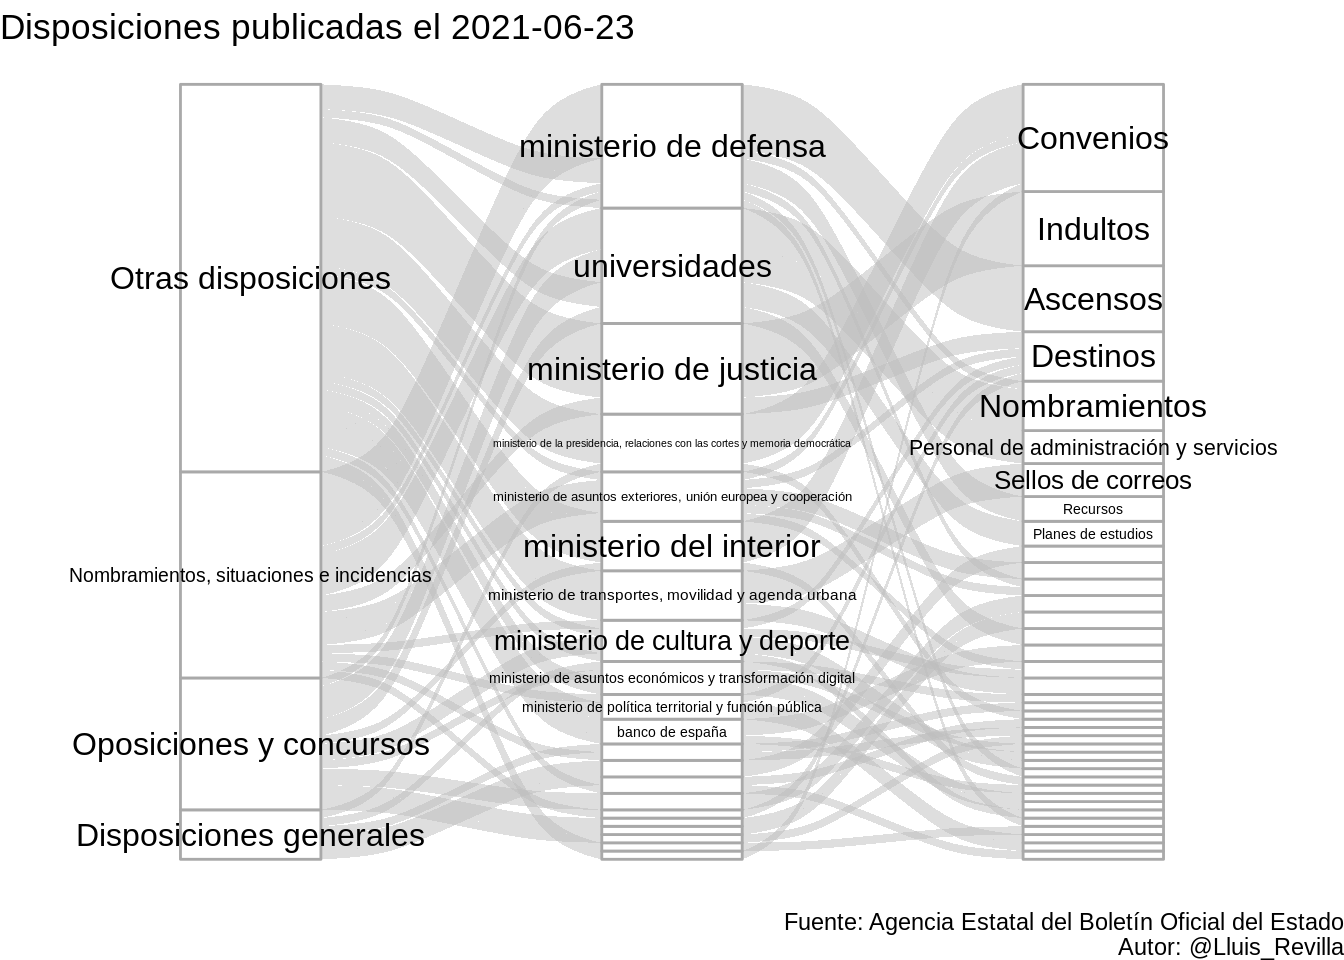 Disposiciones publicadas el 2021-06-23
Otras disposiciones
Nombramientos, situaciones e incidencias
Oposiciones y concursos
Disposiciones generales
ministerio de defensa
universidades
ministerio de justicia
ministerio de la presidencia, relaciones con las cortes y memoria democrática
ministerio de asuntos exteriores, unión europea y cooperación
ministerio del interior
ministerio de transportes, movilidad y agenda urbana
ministerio de cultura y deporte
ministerio de asuntos económicos y transformación digital
ministerio de política territorial y función pública
banco de españa
Convenios
Indultos
Ascensos
Destinos
Nombramientos
Personal de administración y servicios
Sellos de correos
Recursos
Planes de estudios
Fuente: Agencia Estatal del Boletín Oficial del Estado
Autor: @Lluis_Revilla